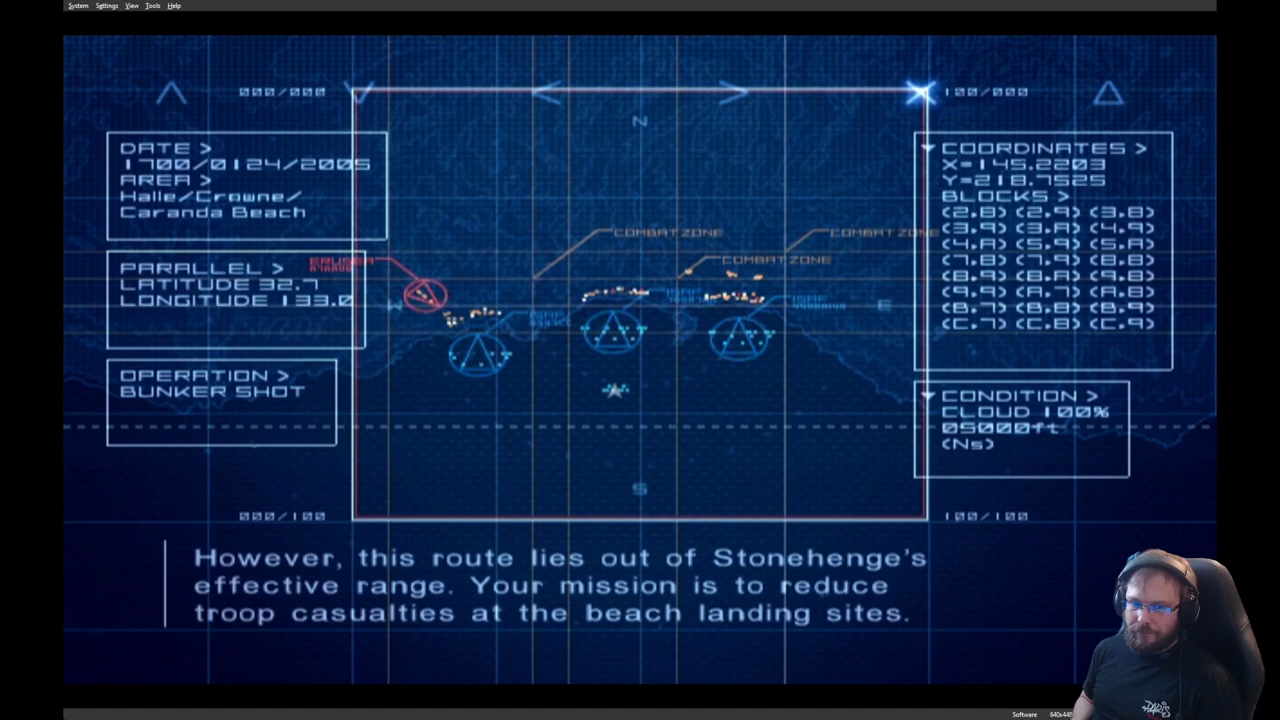 System Settings View Tools Help
000/000
100/000
N
DATE >
1700/0124/2005
AREA >
Halle/Crowne/
Caranda Beach
COORDINATES >
X=145.2203
Y=218.7525
BLOCKS >
(2,8) (2,9) (3,8)
(3,9) (3,A) (4,9)
(4,A) (5,9) (5,A)
(7,8) (7,9) (8,9)
(8,9) (8,A) (8,B)
(9,A) (A,7) (A,8)
(B,7) (B,8) (B,9)
(C,7) (C,8) (C,9)
COMBAT ZONE
COMBAT ZONE
COMBAT ZONE
ERUSEA
PARALLEL >
LATITUDE 32.7
LONGITUDE 133.0
ISAF
ISAF
ISAF
W
E
OPERATION >
BUNKER SHOT
CONDITION >
CLOUD 100%
05000ft
(Ns)
S
000/100
100/100
However, this route lies out of Stonehenge's
effective range. Your mission is to reduce
troop casualties at the beach landing sites.
Software